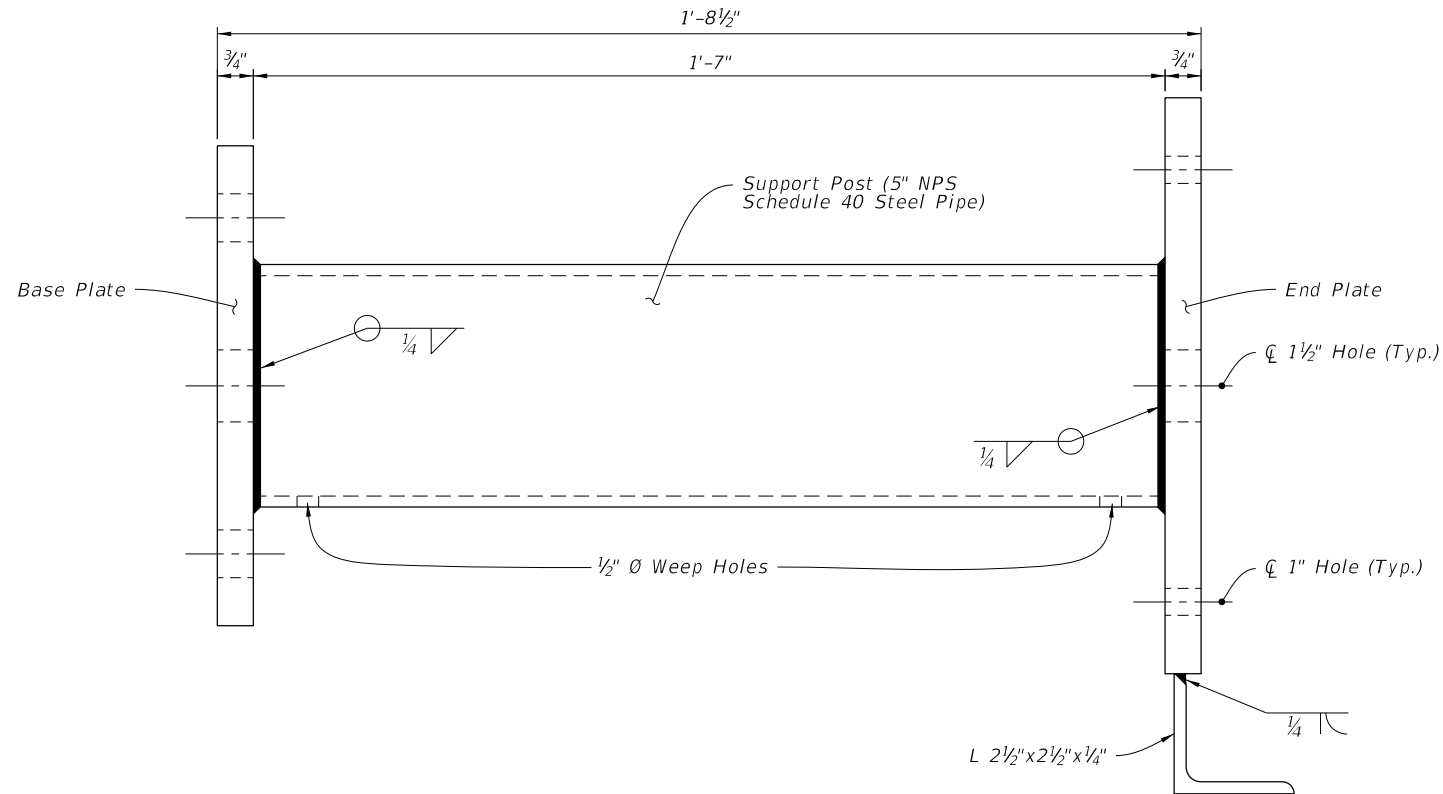 1'-8½"
¾"
1'-7"
¾"
Support Post (5" NPS
Schedule 40 Steel Pipe)
Base Plate
End Plate
¼
℄ 1½" Hole (Typ.)
¼
½" Ø Weep Holes
℄ 1" Hole (Typ.)
¼
L 2½"x2½"x¼"